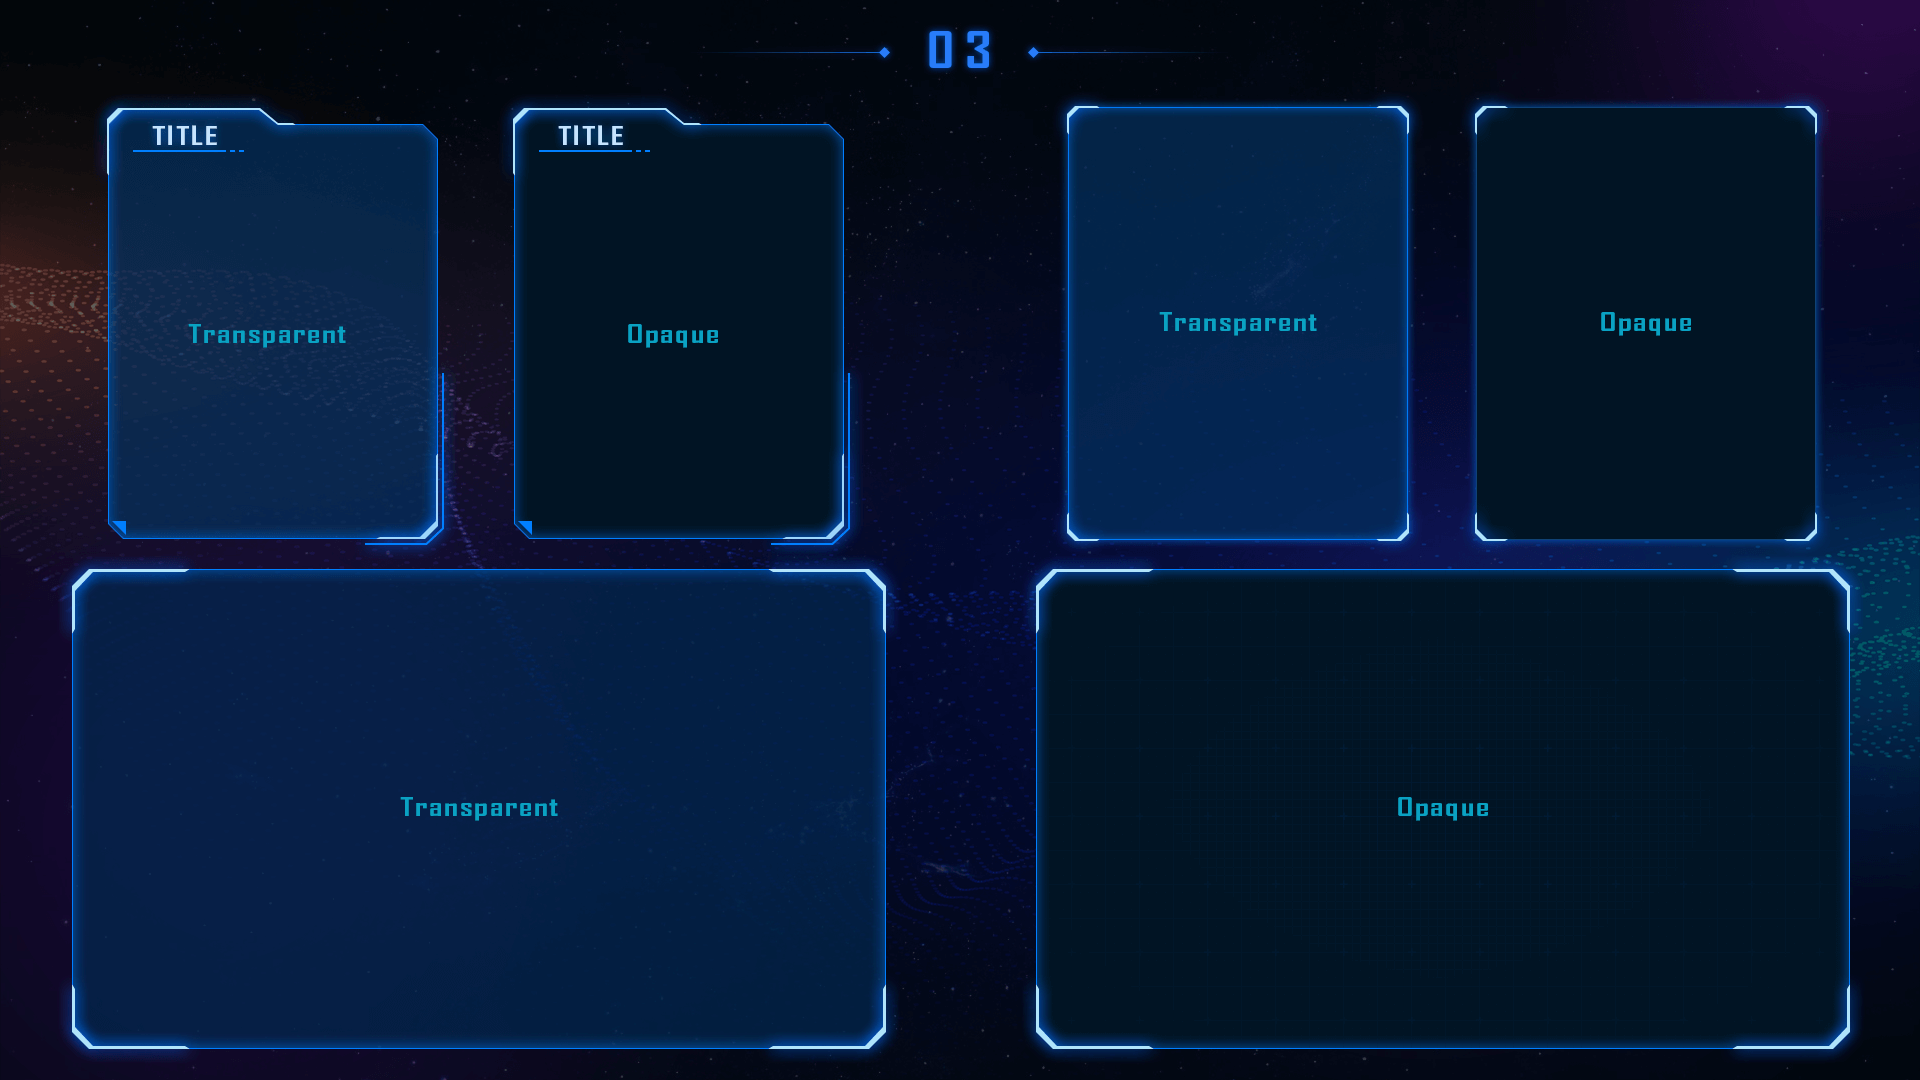 03
TITLE
TITLE
Transparent
Opaque
Transparent
Opaque
Transparent
Opaque